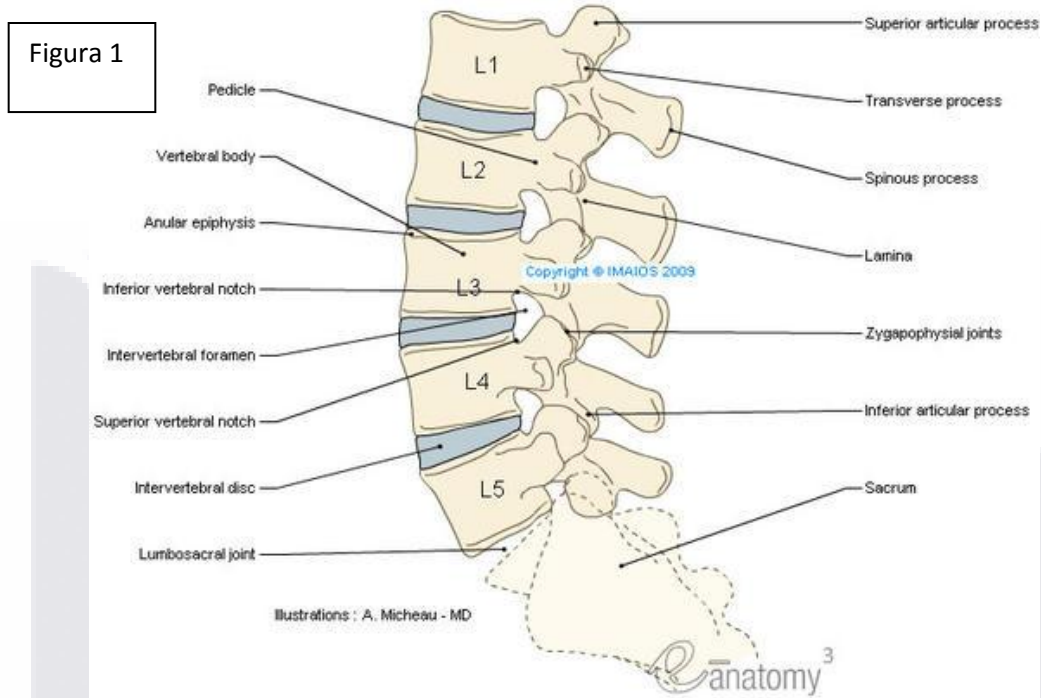 Figura 1
L1
L2
L3
L4
L5
Pedicle
Vertebral body
Anular epiphysis
Inferior vertebral notch
Intervertebral foramen
Superior vertebral notch
Intervertebral disc
Lumbosacral joint
Superior articular process
Transverse process
Spinous process
Lamina
Copyright © IMAIOS 2009
Zygapophysial joints
Inferior articular process
Sacrum
Illustrations : A. Micheau - MD
e anatomy 3